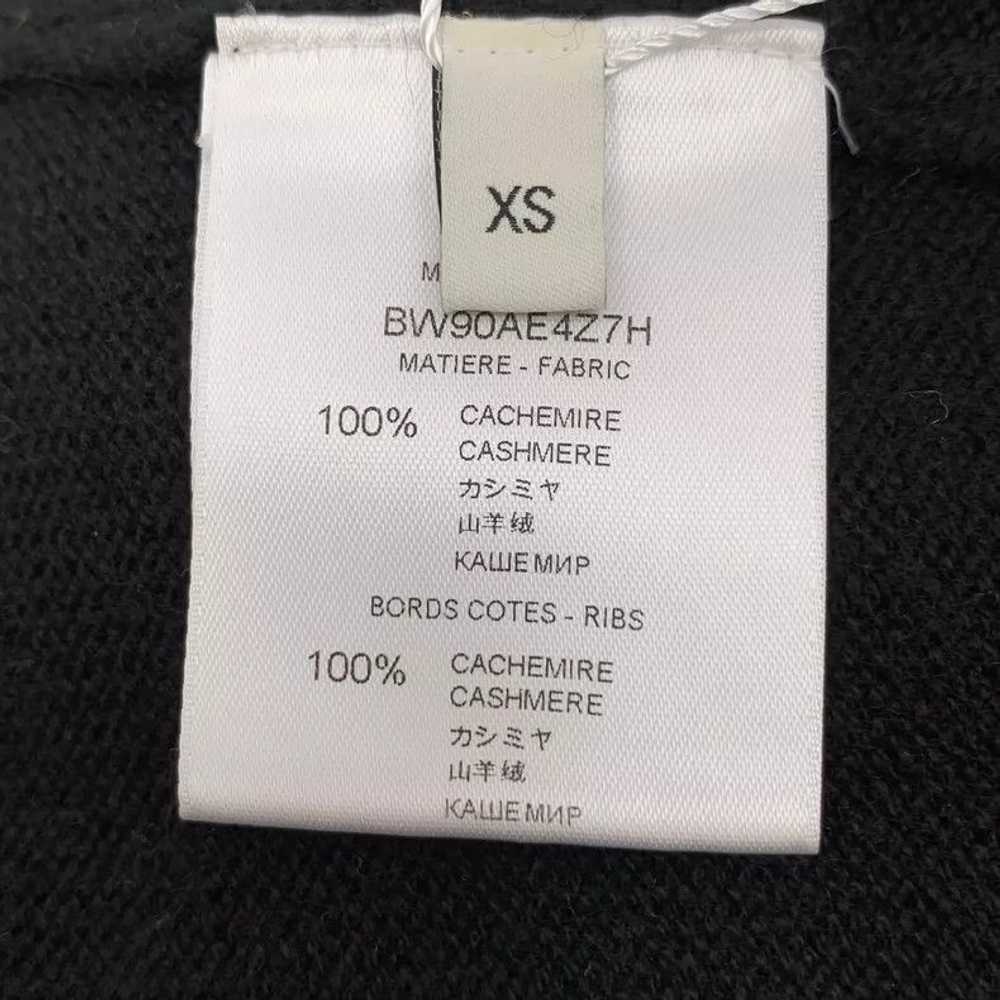 XS
M
BW90AE4Z7H
MATIERE - FABRIC
100% CACHEMIRE
CASHMERE
カシミヤ
山羊绒
КАШЕМИР
BORDS COTES - RIBS
100% CACHEMIRE
CASHMERE
カシミヤ
山羊绒
КАШЕМИР